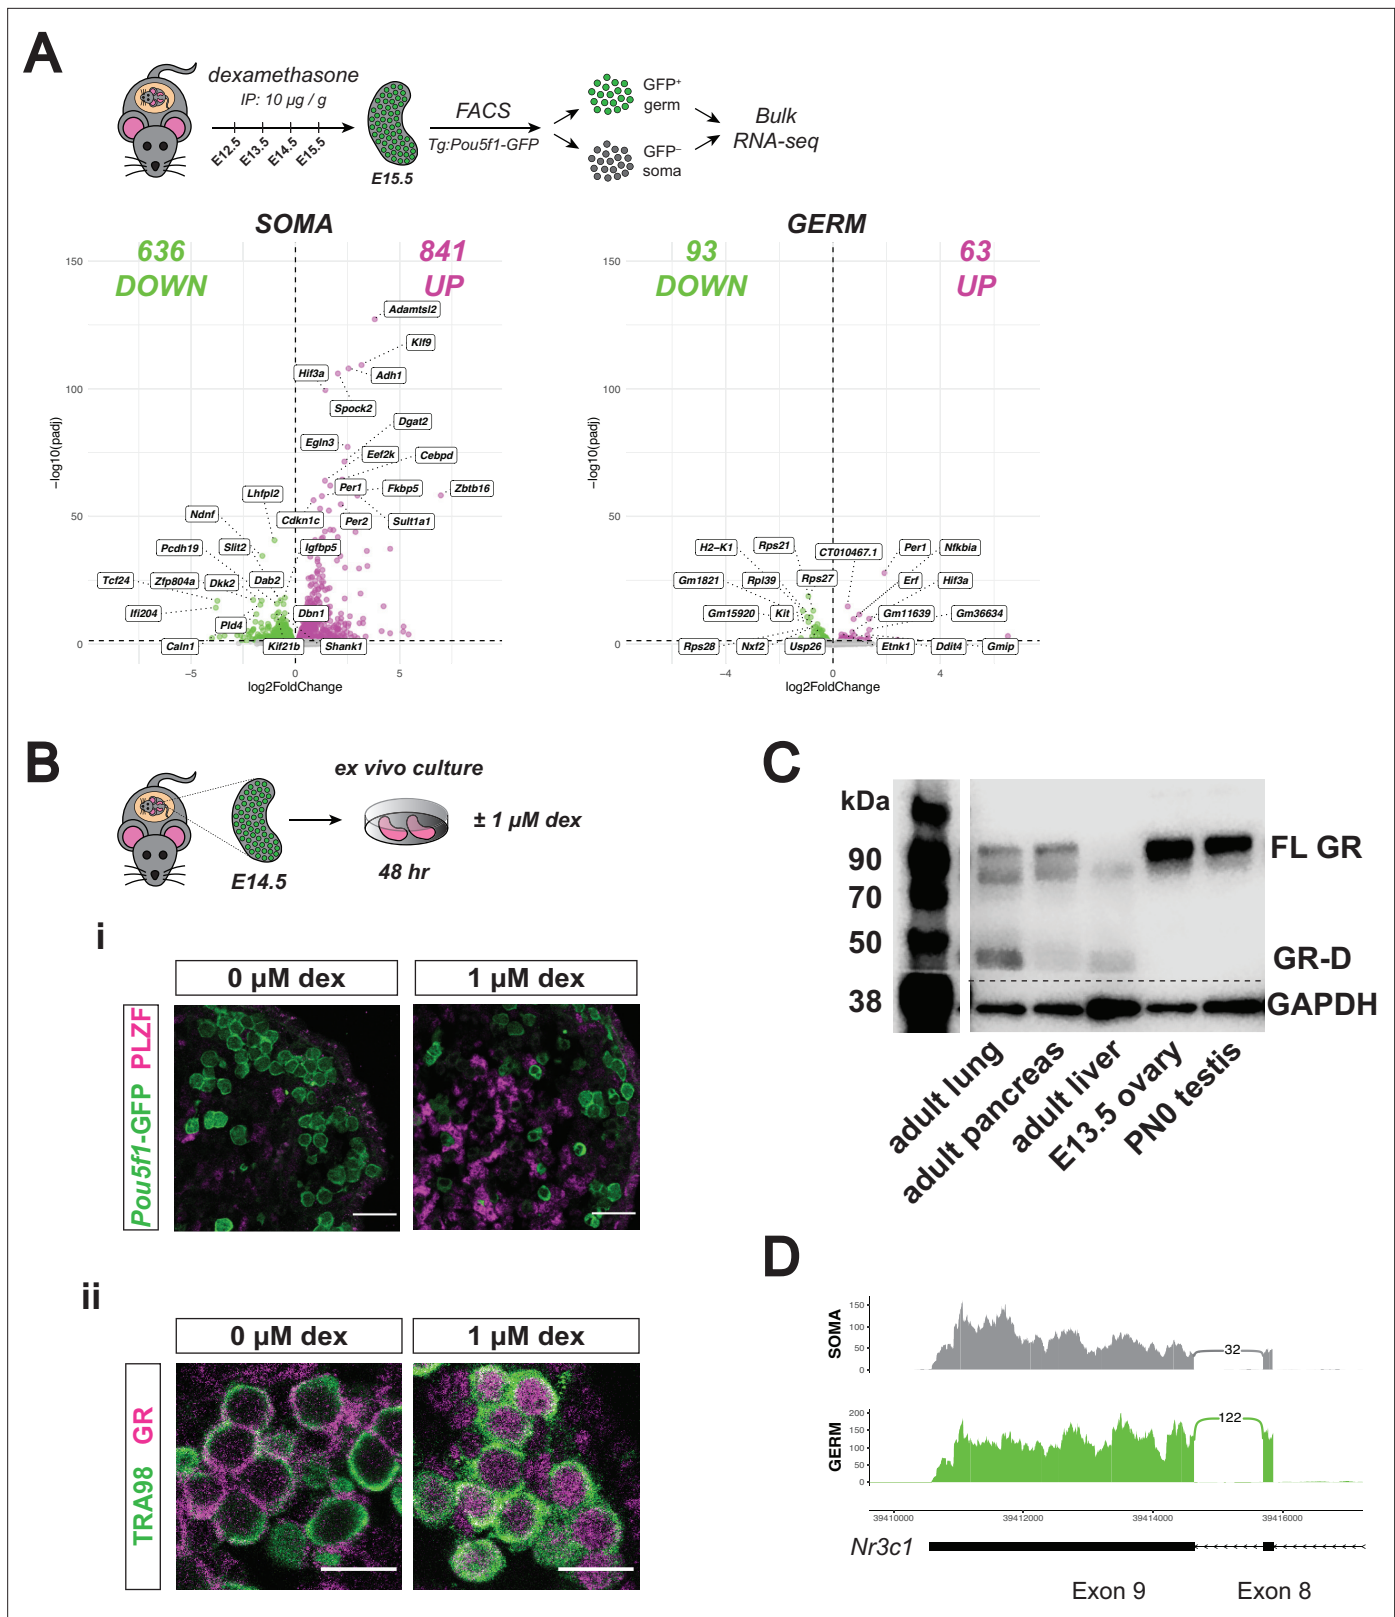 A
dexamethasone
IP: 10 µg / g
E12.5
E13.5
E14.5
E15.5
E15.5
FACS
Tg:Pou5f1-GFP
GFP+
germ
GFP–
soma
Bulk
RNA-seq
SOMA
636
DOWN
841
UP
150
100
50
0
−log10(padj)
Adamtsl2
Klf9
Hif3a
Adh1
Spock2
Dgat2
Egln3
Eef2k
Cebpd
Lhfpl2
Per1
Fkbp5
Zbtb16
Ndnf
Cdkn1c
Per2
Sult1a1
Pcdh19
Slit2
Igfbp5
Tcf24
Zfp804a
Dkk2
Dab2
Ifi204
Pld4
Dbn1
Caln1
Kif21b
Shank1
−5
0
5
log2FoldChange
GERM
93
DOWN
63
UP
150
100
50
0
−log10(padj)
H2−K1
Rps21
CT010467.1
Per1
Nfkbia
Gm1821
Rpl39
Rps27
Erf
Hif3a
Gm15920
Kit
Gm11639
Gm36634
Rps28
Nxf2
Usp26
Etnk1
Ddit4
Gmip
−4
0
4
log2FoldChange
B
ex vivo culture
E14.5
48 hr
± 1 µM dex
i
0 µM dex
1 µM dex
Pou5f1-GFP PLZF
ii
0 µM dex
1 µM dex
TRA98 GR
C
kDa
90
70
50
38
FL GR
GR-D
GAPDH
adult lung
adult pancreas
adult liver
E13.5 ovary
PN0 testis
D
SOMA
150
100
50
0
32
GERM
200
150
100
50
0
122
39410000
39412000
39414000
39416000
Nr3c1
Exon 9
Exon 8